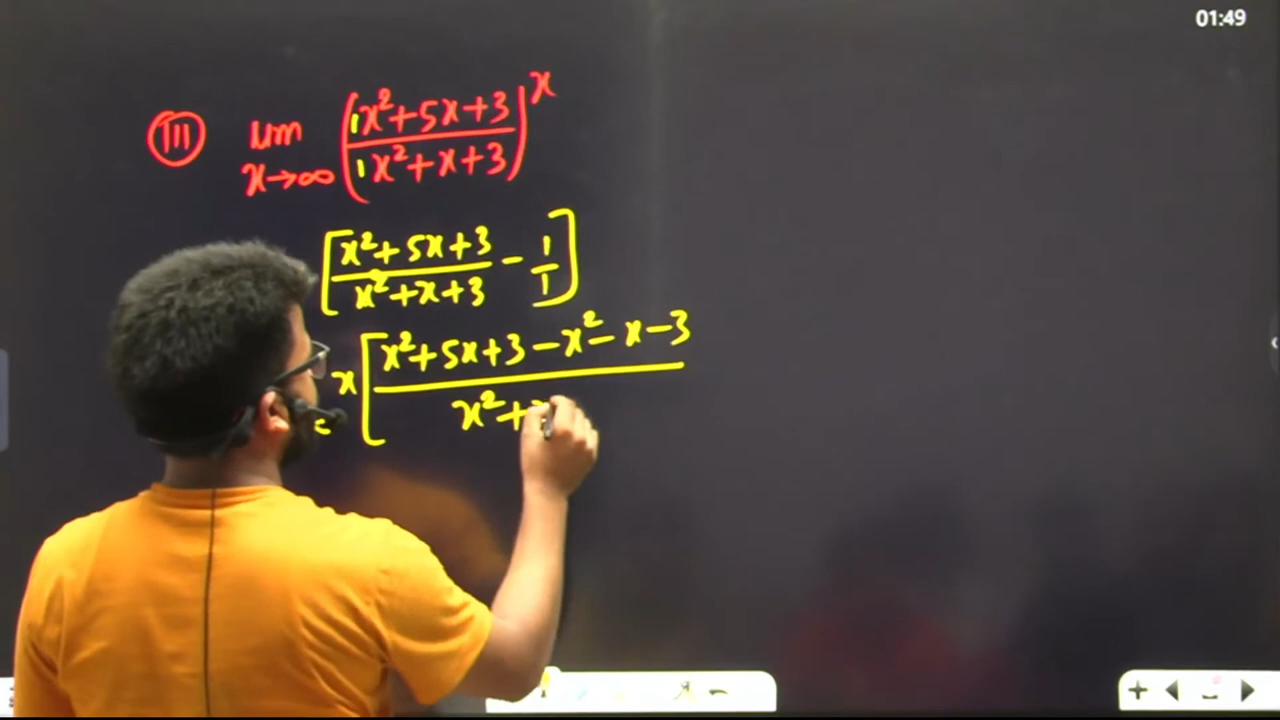 01:49
(III) lim x→∞ ((1x²+5x+3)/(1x²+x+3))^x
[(x²+5x+3)/(x²+x+3) - 1/1]
e x[(x²+5x+3-x²-x-3)/(x²+